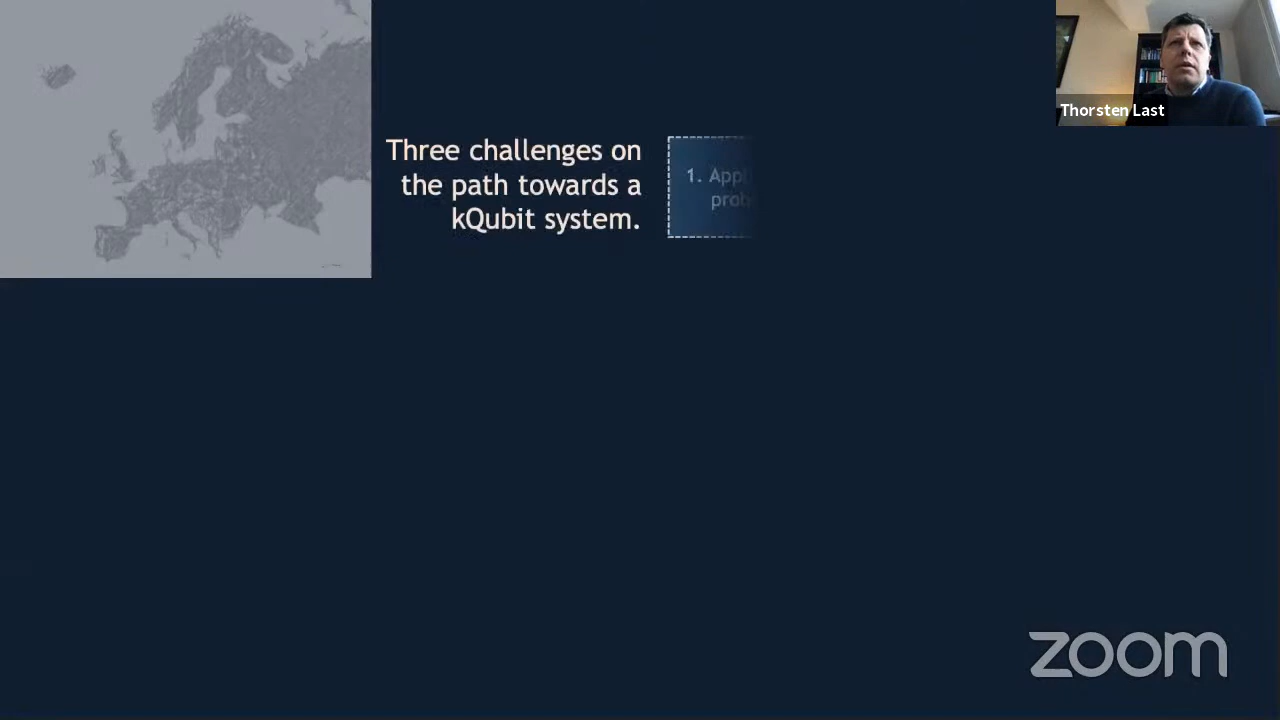 Three challenges on
the path towards a
kQubit system.
1.
Thorsten Last
zoom